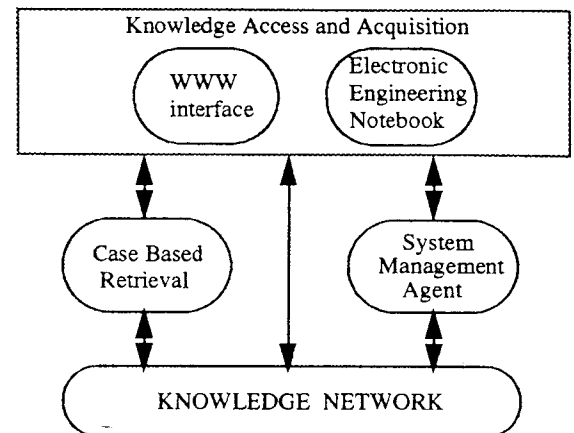 Knowledge Access and Acquisition
WWW
interface
Electronic
Engineering
Notebook
Case Based
Retrieval
System
Management
Agent
KNOWLEDGE NETWORK